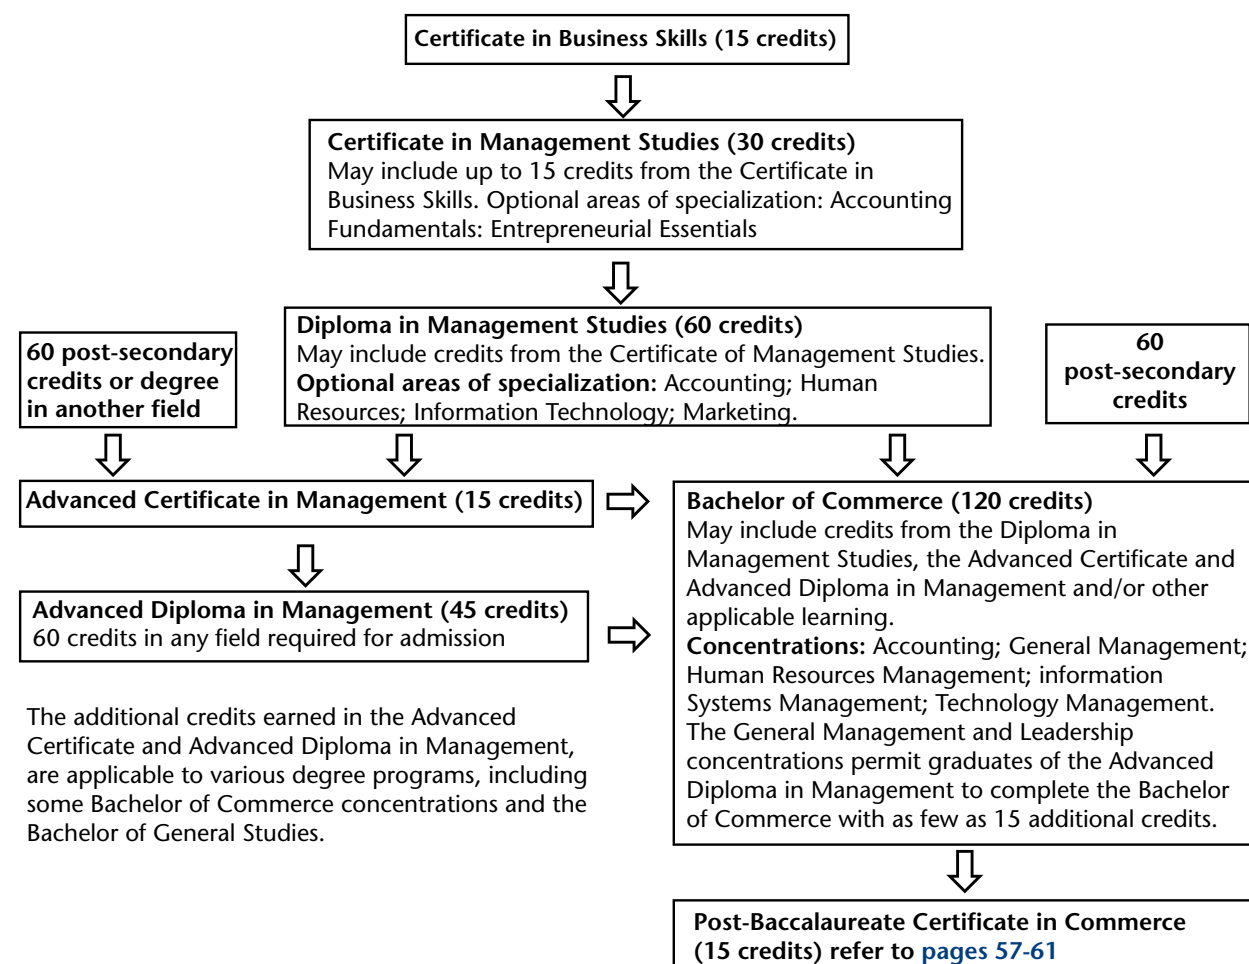 Certificate in Business Skills (15 credits)
Certificate in Management Studies (30 credits)
May include up to 15 credits from the Certificate in
Business Skills. Optional areas of specialization: Accounting
Fundamentals: Entrepreneurial Essentials
60 post-secondary
credits or degree
in another field
Diploma in Management Studies (60 credits)
May include credits from the Certificate of Management Studies.
Optional areas of specialization: Accounting; Human
Resources; Information Technology; Marketing.
60
post-secondary
credits
Advanced Certificate in Management (15 credits)
Advanced Diploma in Management (45 credits)
60 credits in any field required for admission
The additional credits earned in the Advanced
Certificate and Advanced Diploma in Management,
are applicable to various degree programs, including
some Bachelor of Commerce concentrations and the
Bachelor of General Studies.
Bachelor of Commerce (120 credits)
May include credits from the Diploma in
Management Studies, the Advanced Certificate and
Advanced Diploma in Management and/or other
applicable learning.
Concentrations: Accounting; General Management;
Human Resources Management; information
Systems Management; Technology Management.
The General Management and Leadership
concentrations permit graduates of the Advanced
Diploma in Management to complete the Bachelor
of Commerce with as few as 15 additional credits.
Post-Baccalaureate Certificate in Commerce
(15 credits) refer to pages 57-61